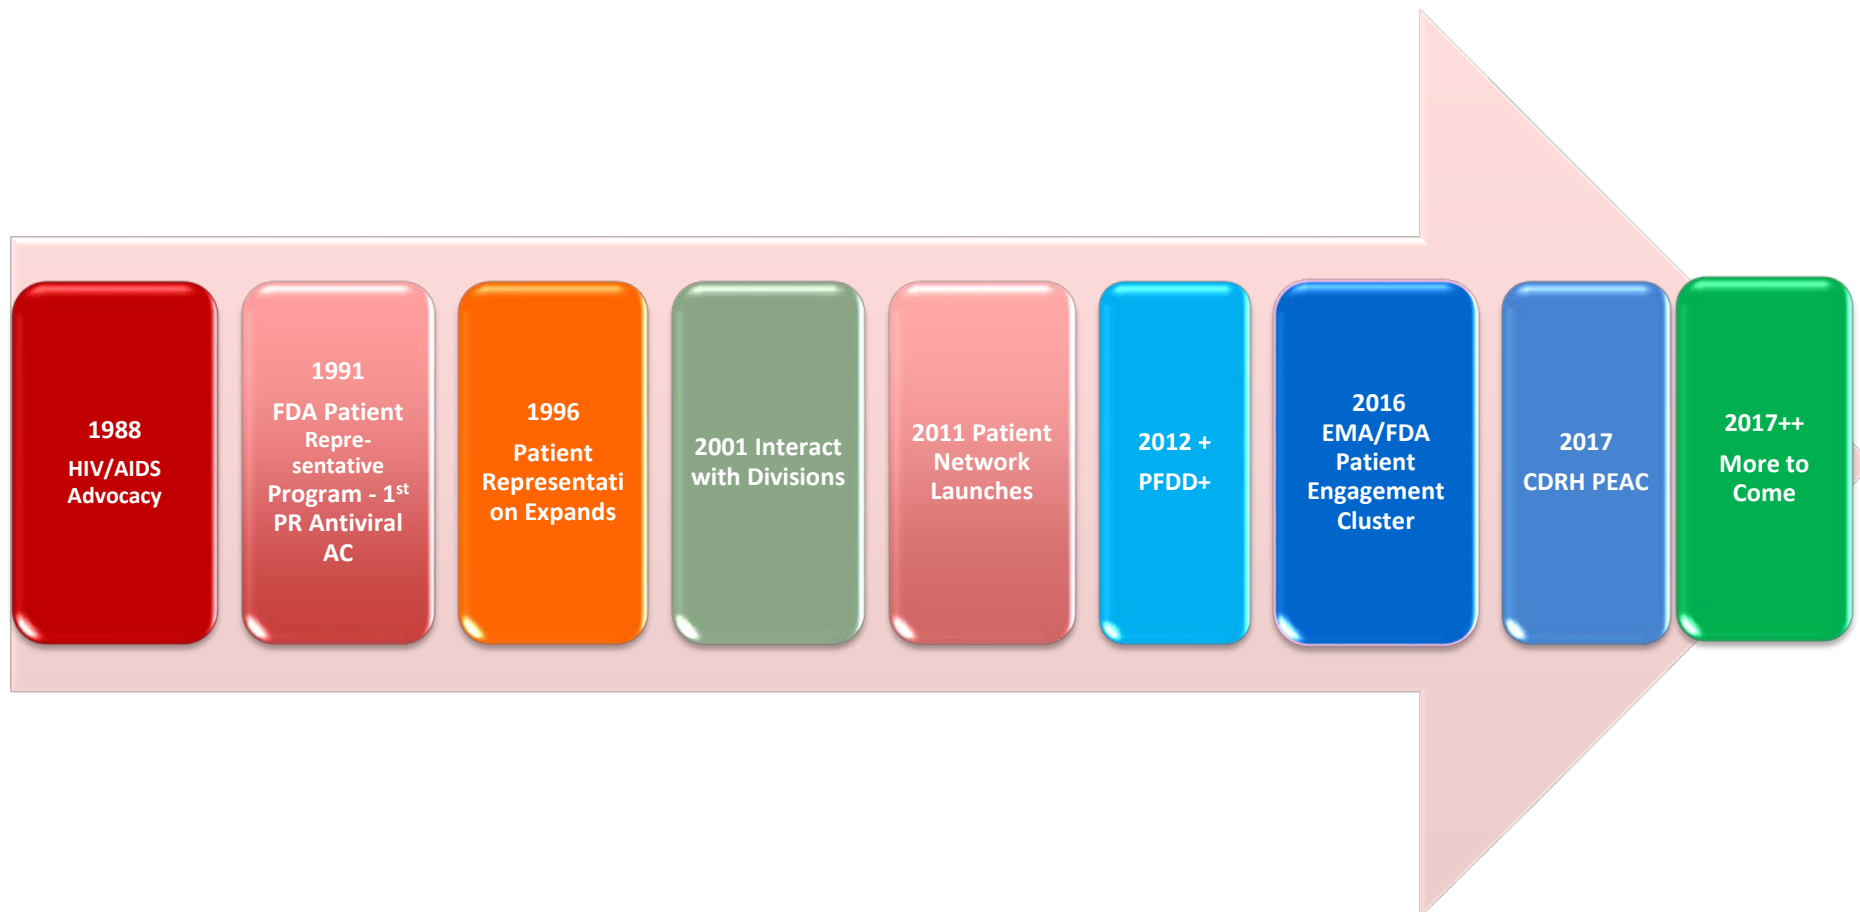 1988
HIV/AIDS
Advocacy
1991
FDA Patient
Repre-
sentative
Program - 1st
PR Antiviral
AC
1996
Patient
Representati
on Expands
2001 Interact
with Divisions
2011 Patient
Network
Launches
2012 +
PFDD+
2016
EMA/FDA
Patient
Engagement
Cluster
2017
CDRH PEAC
2017++
More to
Come